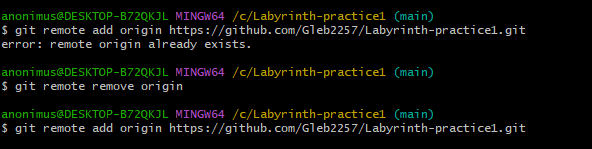 anonimus@DESKTOP-B72QKJL MINGW64 /c/Labyrinth-practice1 (main)
$ git remote add origin https://github.com/Gleb2257/Labyrinth-practice1.git
error: remote origin already exists.
anonimus@DESKTOP-B72QKJL MINGW64 /c/Labyrinth-practice1 (main)
$ git remote remove origin
anonimus@DESKTOP-B72QKJL MINGW64 /c/Labyrinth-practice1 (main)
$ git remote add origin https://github.com/Gleb2257/Labyrinth-practice1.git